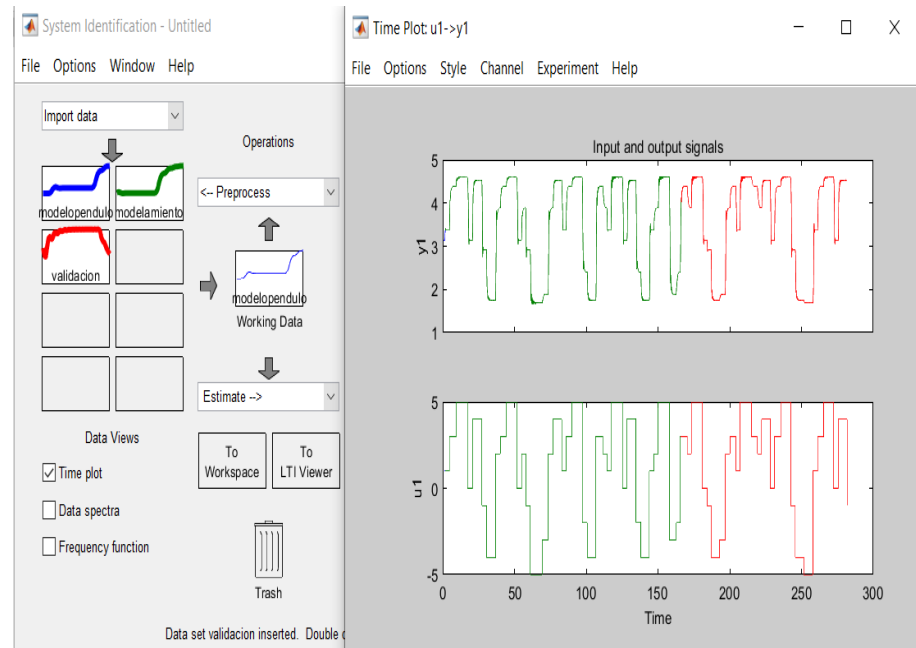 System Identification - Untitled
File Options Window Help
Import data
Operations
<-- Preprocess
modelopendulo
modelamiento
validacion
modelopendulo
Working Data
Estimate -->
Data Views
Time plot
Data spectra
Frequency function
To Workspace
To LTI Viewer
Trash
Data set validacion inserted. Double
Time Plot: u1->y1
File Options Style Channel Experiment Help
Input and output signals
5
4
3
2
1
y1
5
0
-5
u1
0 50 100 150 200 250 300
Time